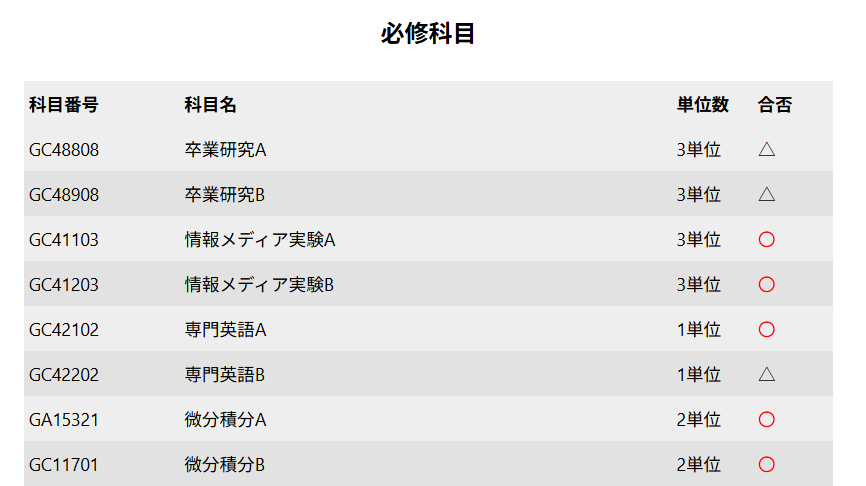 必修科目
科目番号 科目名 単位数 合否
GC48808 卒業研究A 3単位 △
GC48908 卒業研究B 3単位 △
GC41103 情報メディア実験A 3単位 〇
GC41203 情報メディア実験B 3単位 〇
GC42102 専門英語A 1単位 〇
GC42202 専門英語B 1単位 △
GA15321 微分積分A 2単位 〇
GC11701 微分積分B 2単位 〇